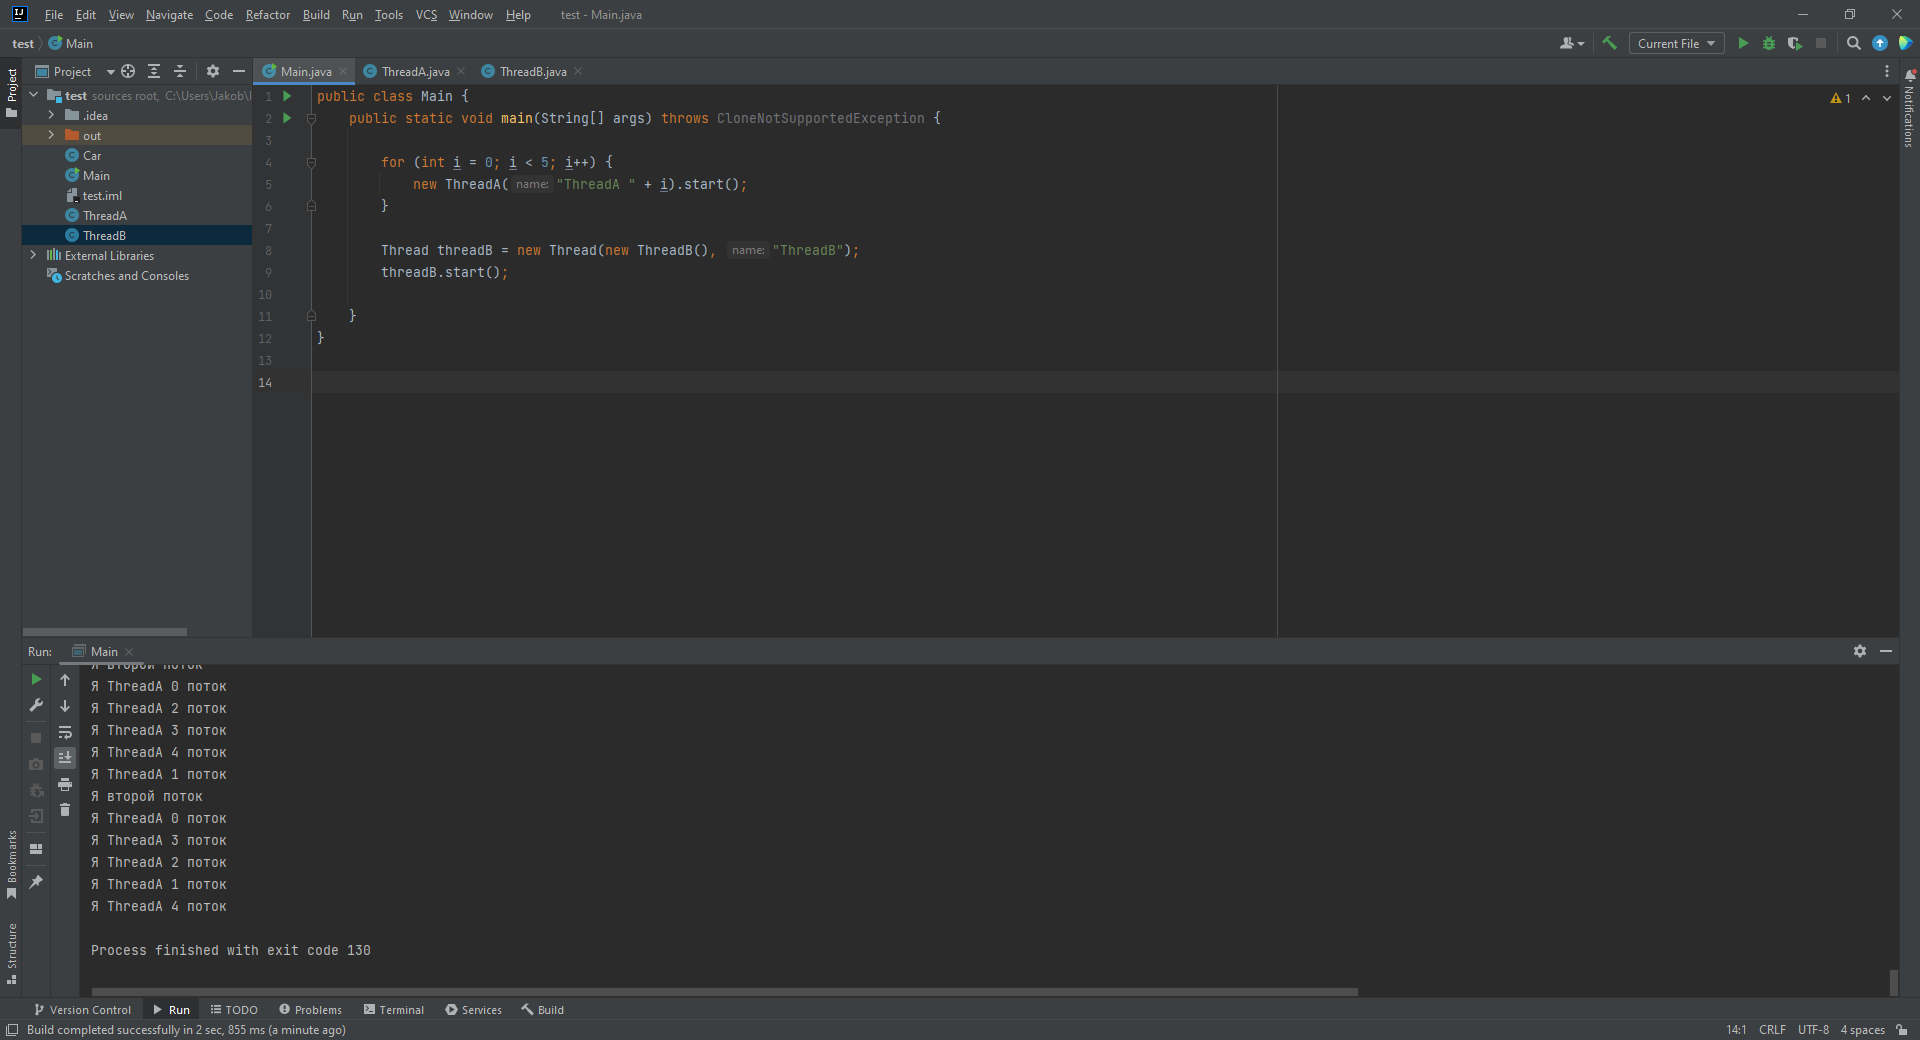 File Edit View Navigate Code Refactor Build Run Tools VCS Window Help test - Main.java
test Main
Current File
Project
Main.java ThreadA.java ThreadB.java
Project
Notifications
test sources root, C:\Users\Jakob\
.idea
out
Car
Main
test.iml
ThreadA
ThreadB
External Libraries
Scratches and Consoles
1 public class Main {
2 public static void main(String[] args) throws CloneNotSupportedException {
3
4 for (int i = 0; i < 5; i++) {
5 new ThreadA( name: "ThreadA " + i).start();
6 }
7
8 Thread threadB = new Thread(new ThreadB(), name: "ThreadB");
9 threadB.start();
10
11 }
12 }
13
14
1
Run: Main
Я второй поток
Я ThreadA 0 поток
Я ThreadA 2 поток
Я ThreadA 3 поток
Я ThreadA 4 поток
Я ThreadA 1 поток
Я второй поток
Я ThreadA 0 поток
Я ThreadA 3 поток
Я ThreadA 2 поток
Я ThreadA 1 поток
Я ThreadA 4 поток
Process finished with exit code 130
Bookmarks
Structure
Version Control Run TODO Problems Terminal Services Build
Build completed successfully in 2 sec, 855 ms (a minute ago)
14:1 CRLF UTF-8 4 spaces